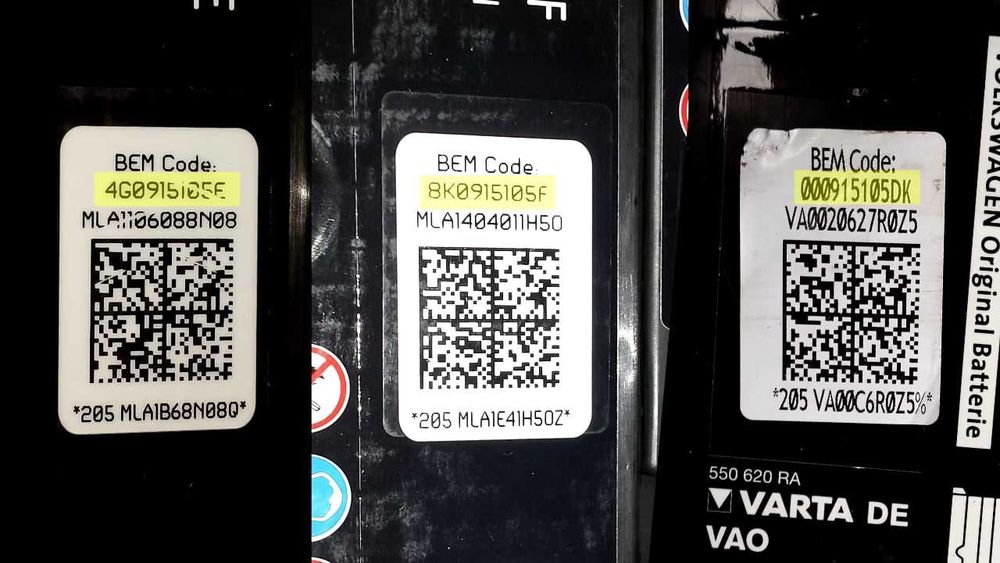 BEM Code:
4G0915105E
MLA1106088N08
*205 MLA1B68N08Q*
BEM Code:
8K0915105F
MLA1404011H50
*205 MLA1E41H50Z*
BEM Code:
000915105DK
VA0020627R0Z5
*205 VA00C6R0Z5%*
550 620 RA
VARTA DE
VAO
VOLKSWAGEN Original Batterie